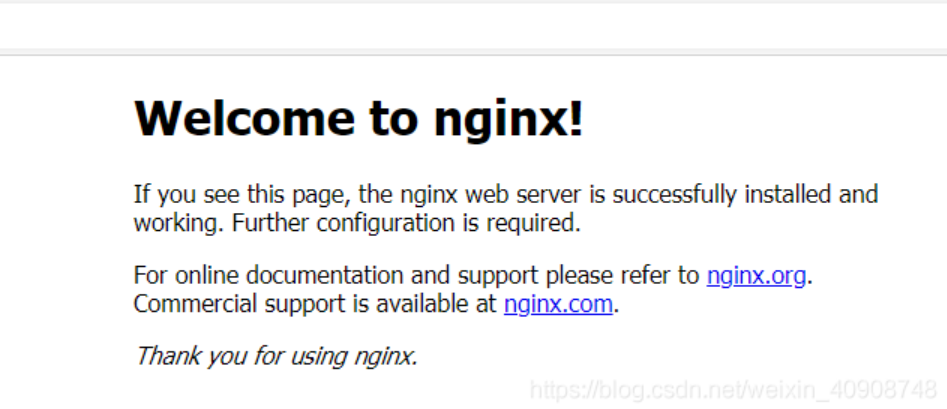 Welcome to nginx!
If you see this page, the nginx web server is successfully installed and
working. Further configuration is required.
For online documentation and support please refer to nginx.org.
Commercial support is available at nginx.com.
Thank you for using nginx.
https://blog.csdn.net/weixin_40908748